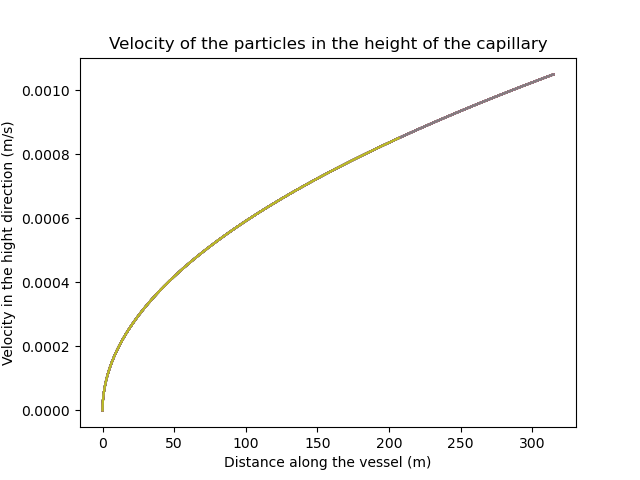 Velocity of the particles in the height of the capillary
Velocity in the hight direction (m/s)
0.0010
0.0008
0.0006
0.0004
0.0002
0.0000
0 50 100 150 200 250 300
Distance along the vessel (m)